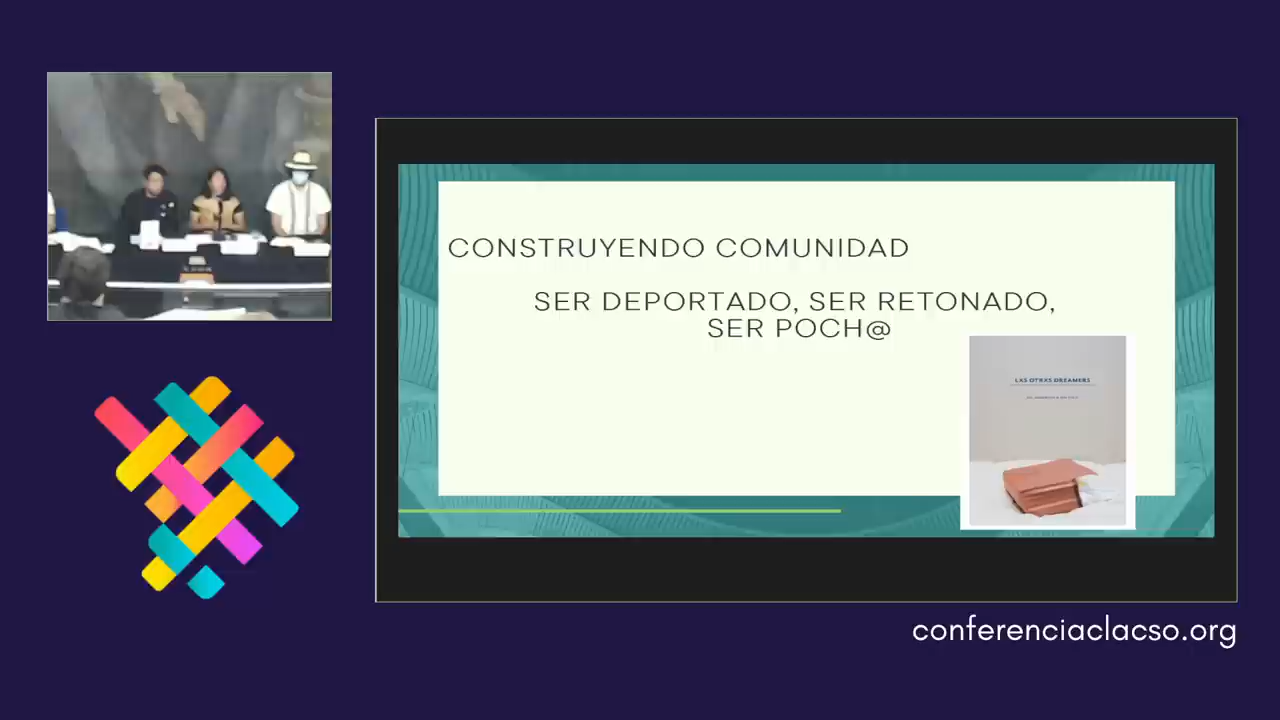 CONSTRUYENDO COMUNIDAD
SER DEPORTADO, SER RETONADO,
SER POCH@
LAS OTRAS DREAMERS
conferenciaclacso.org